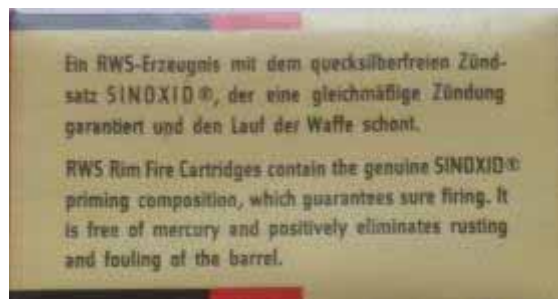 Ein RWS-Erzeugnis mit dem quecksilberfreien Zünd-
satz SINOXID®, der eine gleichmäßige Zündung
garantiert und den Lauf der Waffe schont.
RWS Rim Fire Cartridges contain the genuine SINOXID®
priming composition, which guarantees sure firing. It
is free of mercury and positively eliminates rusting
and fouling of the barrel.